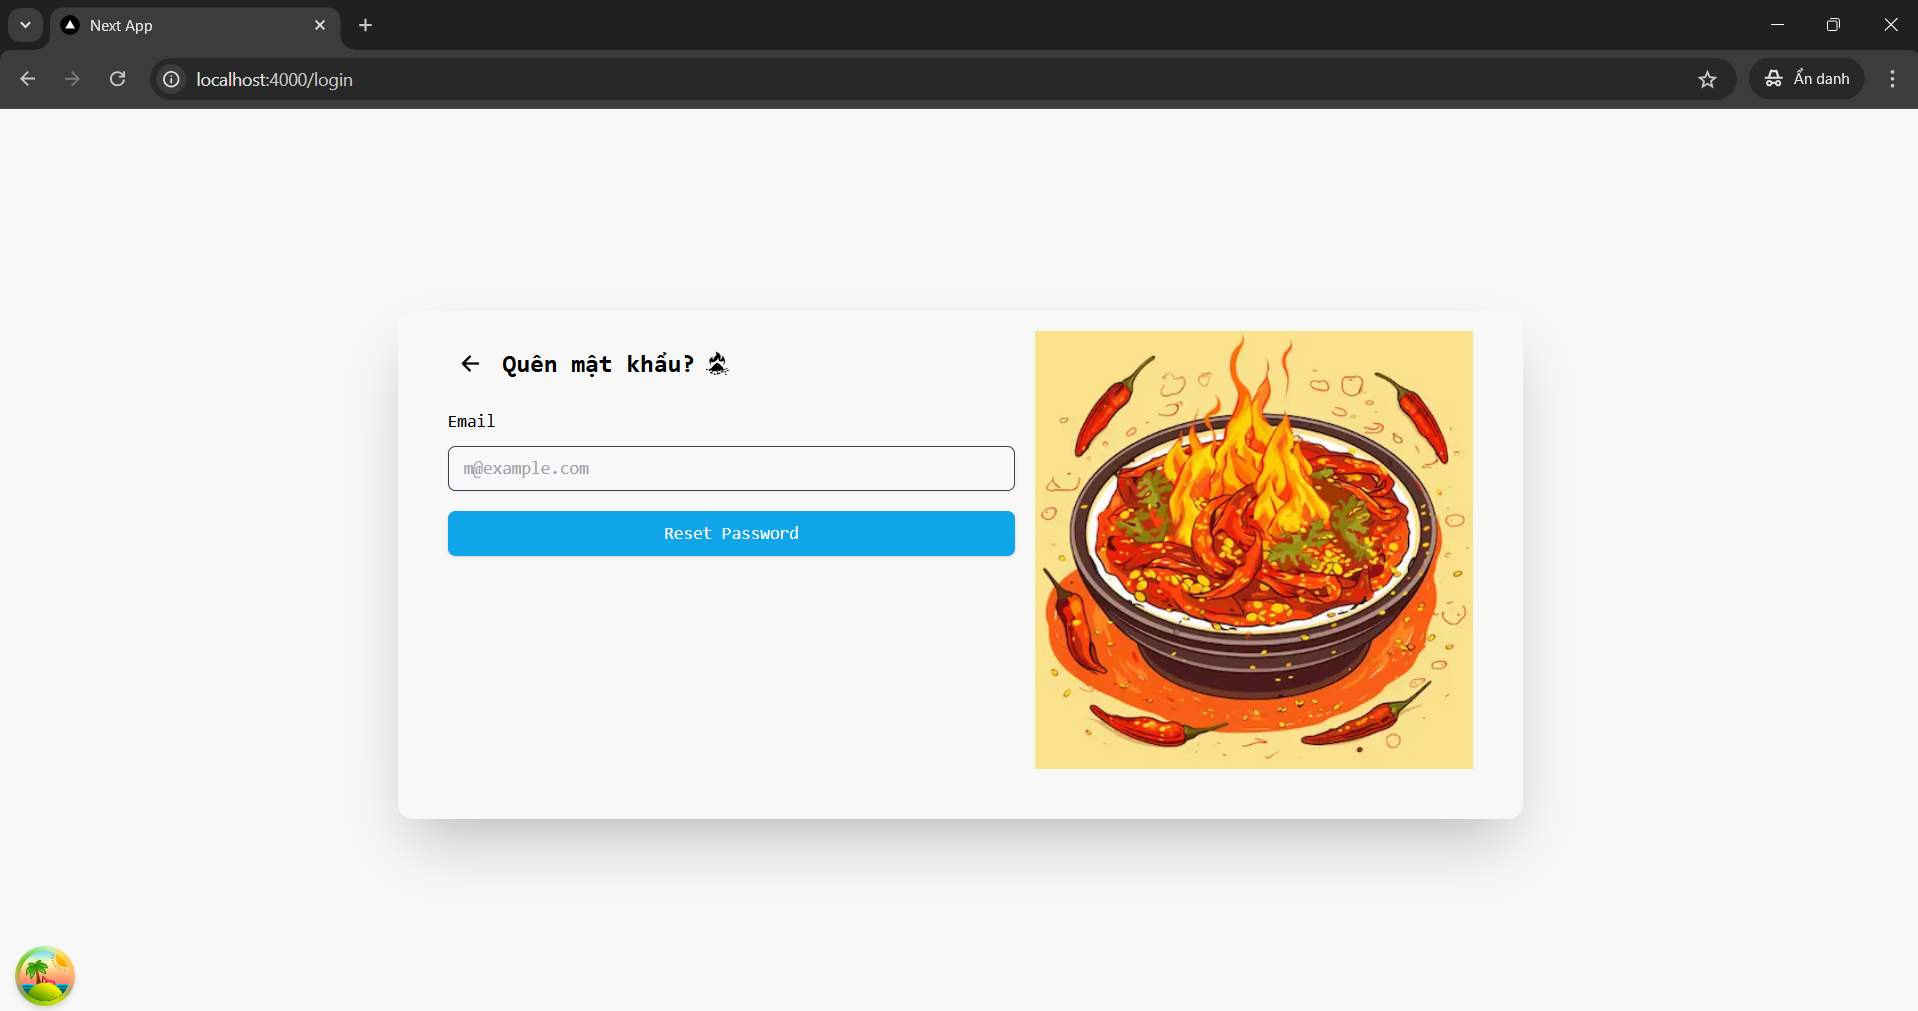 Next App
localhost:4000/login
Ẩn danh
Quên mật khẩu?
Email
m@example.com
Reset Password